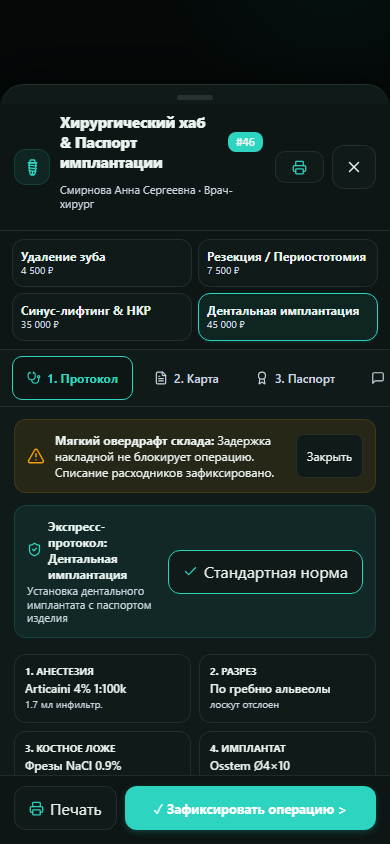 Хирургический хаб
& Паспорт
имплантации
#46
Смирнова Анна Сергеевна · Врач-
хирург
Удаление зуба
4 500 ₽
Резекция / Периостотомия
7 500 ₽
Синус-лифтинг & НКР
35 000 ₽
Дентальная имплантация
45 000 ₽
1. Протокол
2. Карта
3. Паспорт
Мягкий овердрафт склада: Задержка
накладной не блокирует операцию.
Списание расходников зафиксировано.
Закрыть
Экспресс-
протокол:
Дентальная
имплантация
Установка дентального
имплантата с паспортом
изделия
Стандартная норма
1. АНЕСТЕЗИЯ
Articaini 4% 1:100k
1.7 мл инфильтр.
2. РАЗРЕЗ
По гребню альвеолы
лоскут отслоен
3. КОСТНОЕ ЛОЖЕ
Фрезы NaCl 0.9%
4. ИМПЛАНТАТ
Osstem Ø4×10
Печать
✓ Зафиксировать операцию >